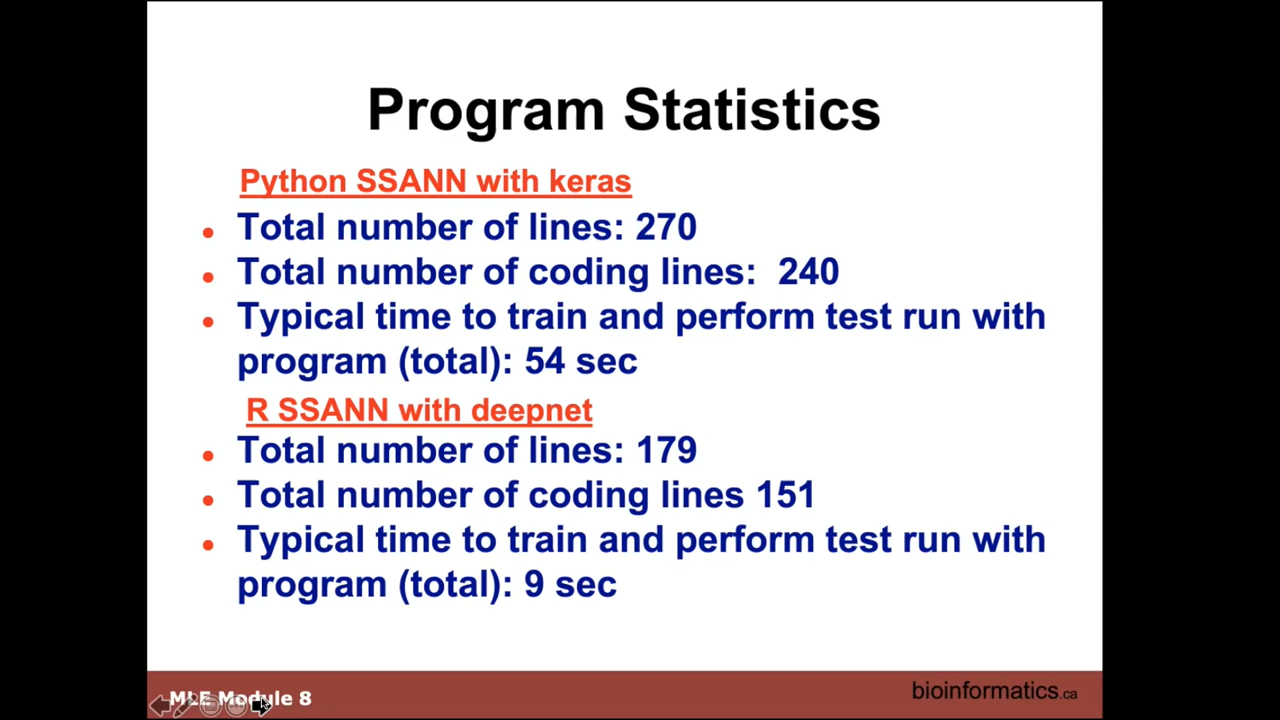 Program Statistics
Python SSANN with keras
• Total number of lines: 270
• Total number of coding lines:  240
• Typical time to train and perform test run with
program (total): 54 sec
R SSANN with deepnet
• Total number of lines: 179
• Total number of coding lines 151
• Typical time to train and perform test run with
program (total): 9 sec
MLE Module 8
bioinformatics.ca